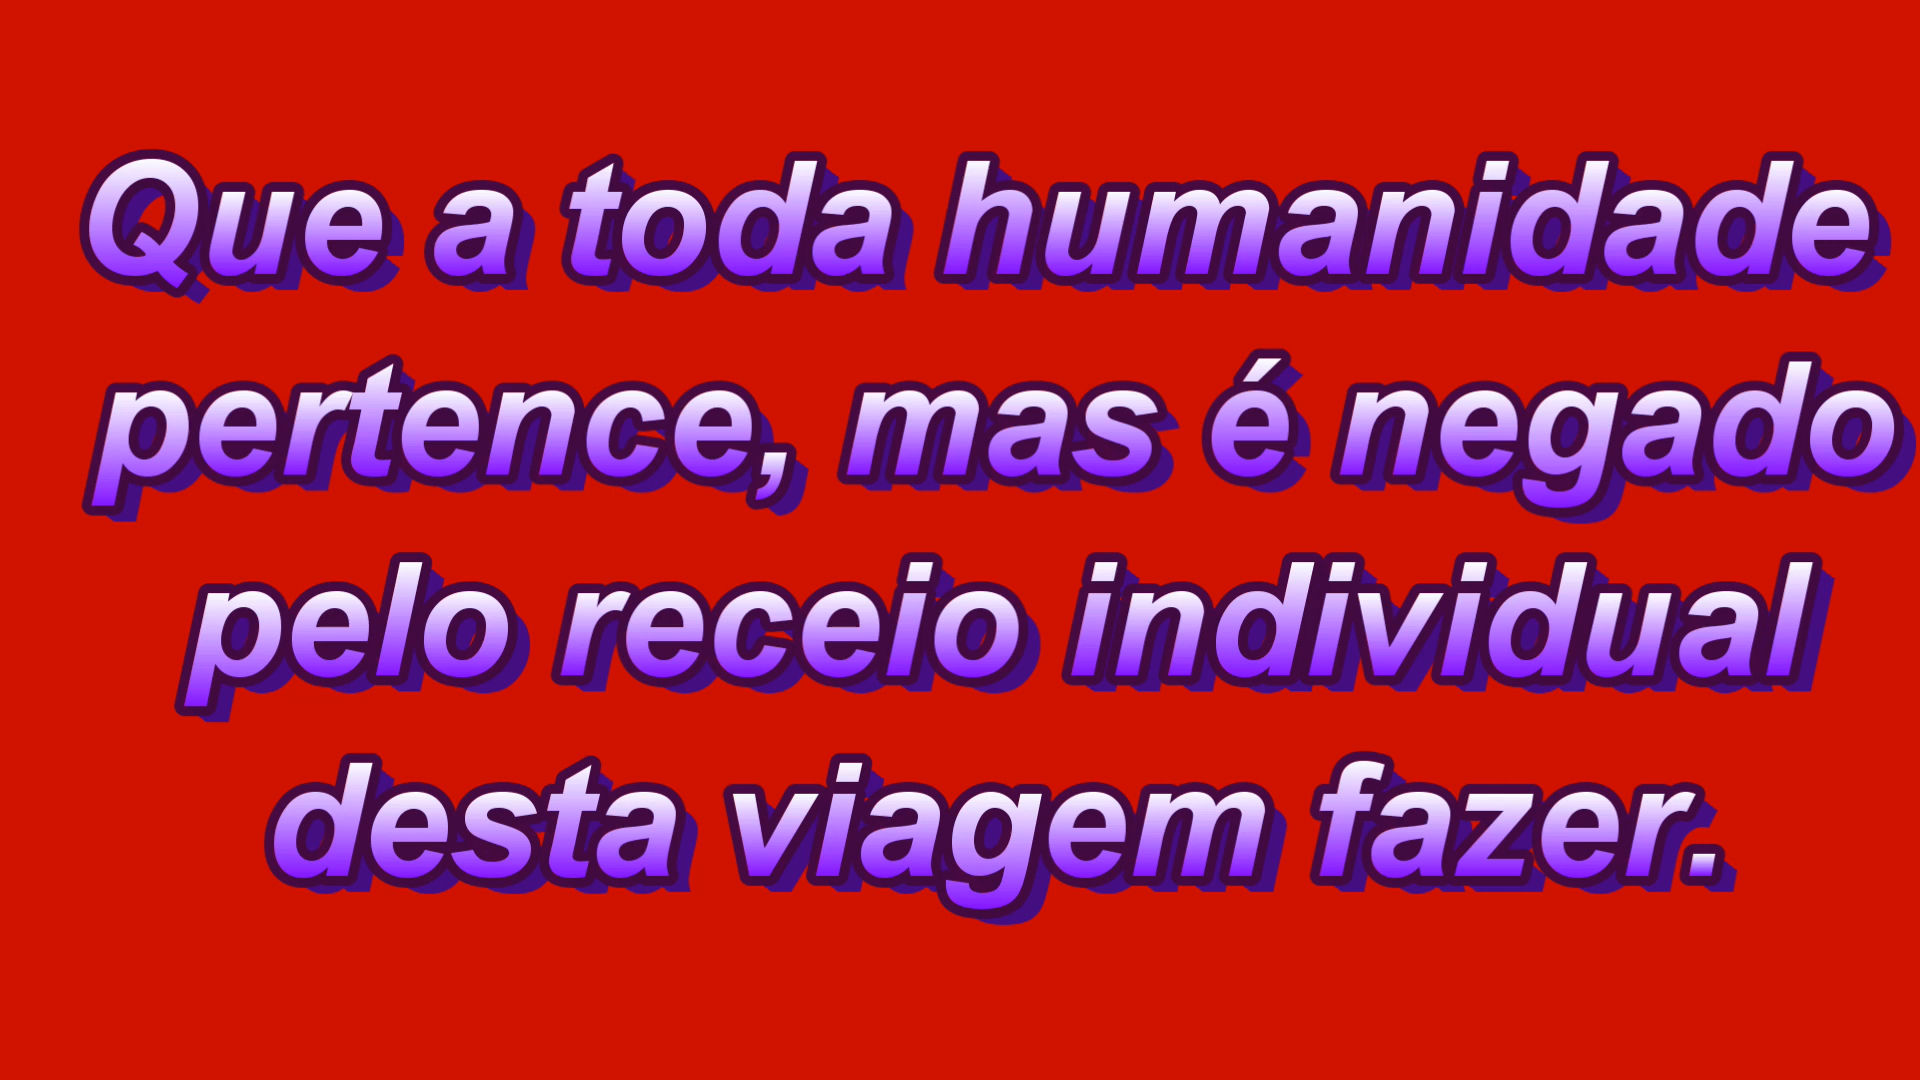 Que a toda humanidade
pertence, mas é negado
pelo receio individual
desta viagem fazer.